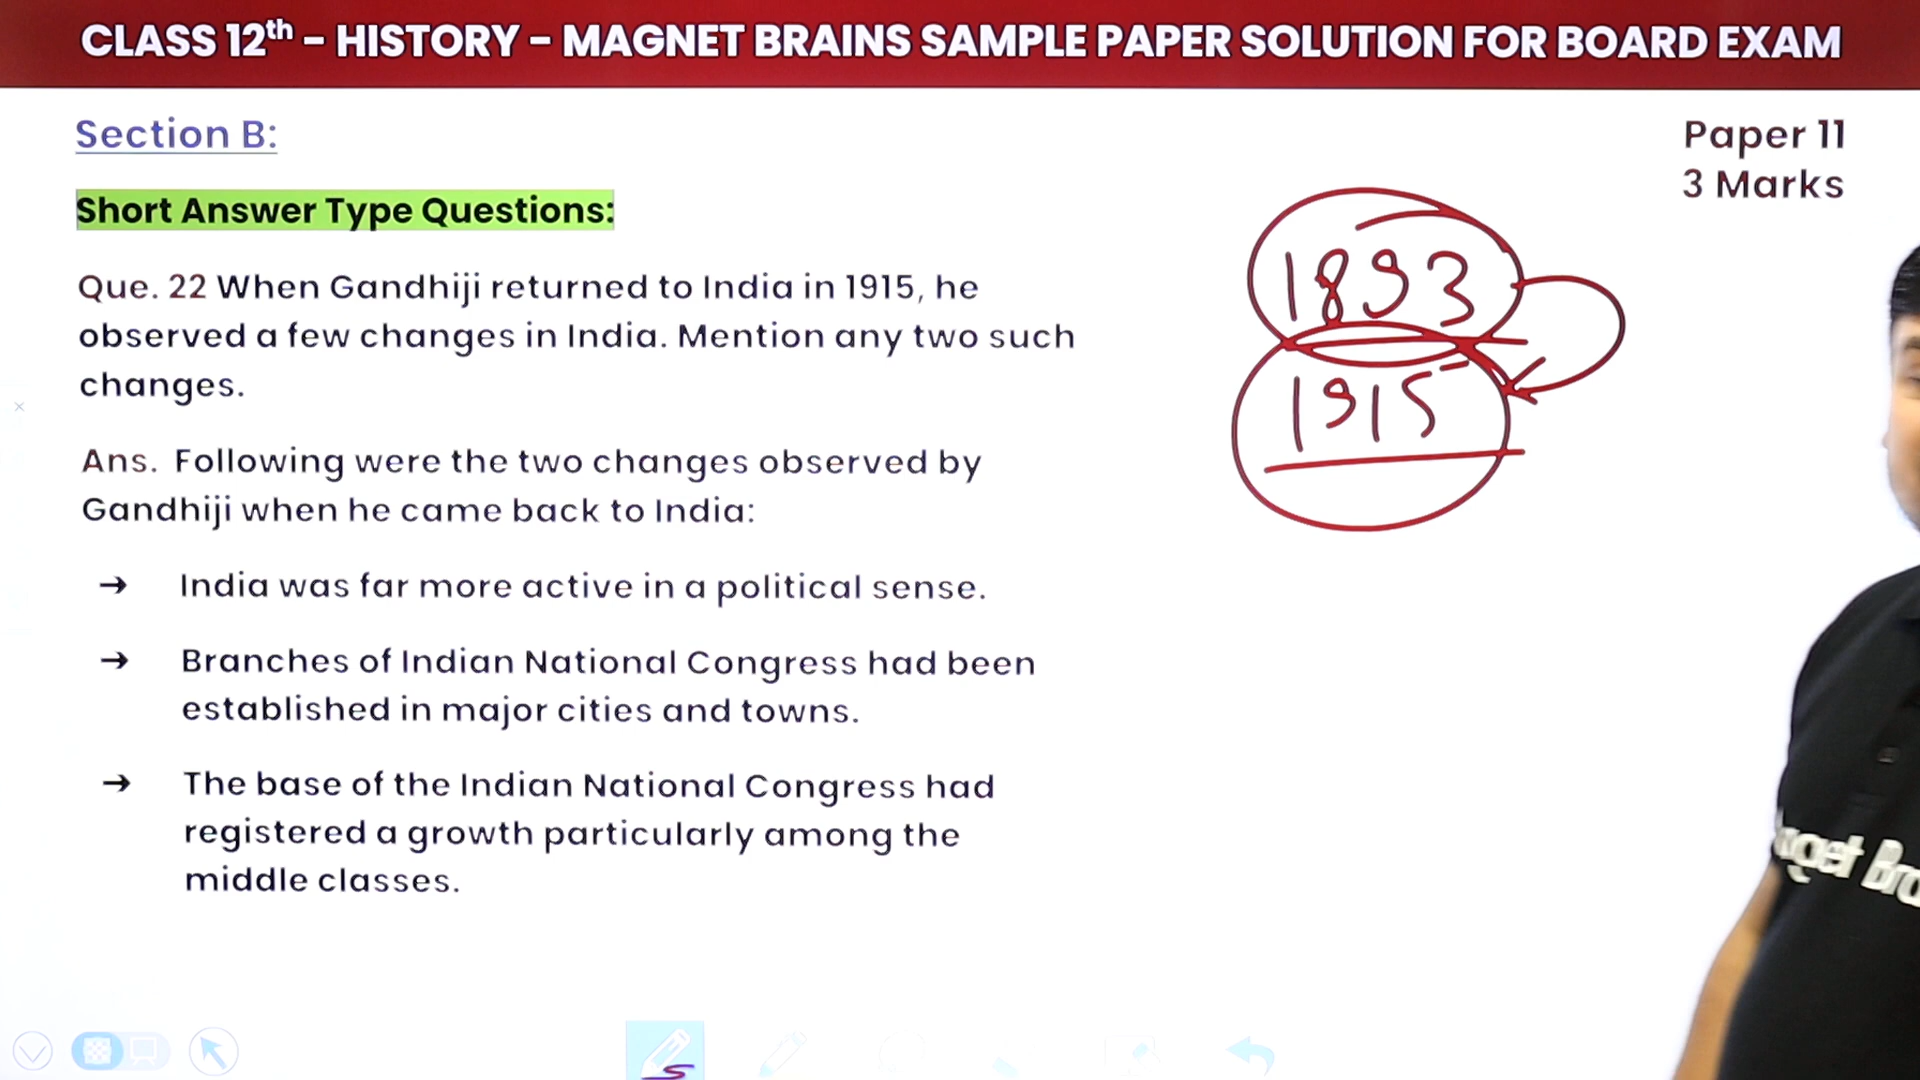 CLASS 12th - HISTORY - MAGNET BRAINS SAMPLE PAPER SOLUTION FOR BOARD EXAM
Section B:
Paper 11
3 Marks
Short Answer Type Questions:
1893
1915
Que. 22 When Gandhiji returned to India in 1915, he
observed a few changes in India. Mention any two such
changes.
Ans. Following were the two changes observed by
Gandhiji when he came back to India:
→ India was far more active in a political sense.
→ Branches of Indian National Congress had been
established in major cities and towns.
→ The base of the Indian National Congress had
registered a growth particularly among the
middle classes.